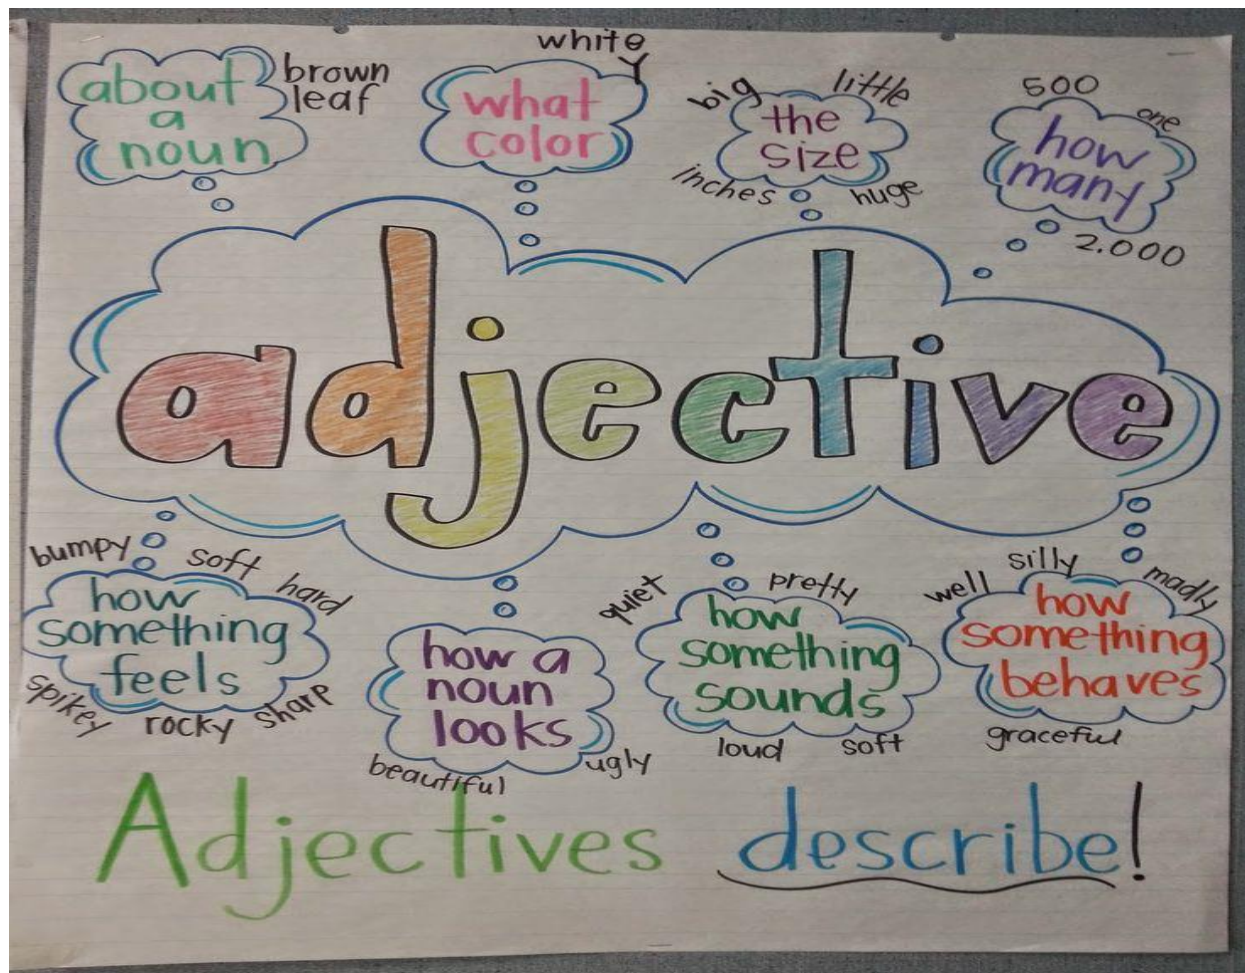 about
a
noun
brown
leaf
white
what
color
big
little
the
size
inches
huge
500
one
how
many
2.000
adjective
bumpy
soft
hard
how
something
feels
spikey
rocky
sharp
how a
noun
looks
beautiful
ugly
quiet
pretty
how
something
sounds
loud
soft
well
silly
madly
how
something
behaves
graceful
Adjectives describe!